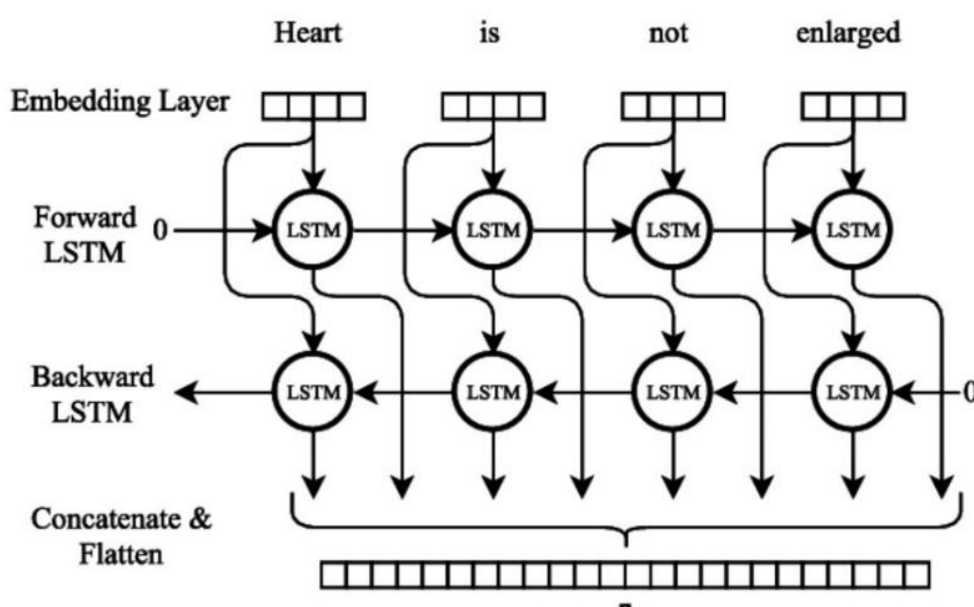 Heart is not enlarged
Embedding Layer
Forward
LSTM
0
LSTM LSTM LSTM LSTM
Backward
LSTM
LSTM LSTM LSTM LSTM
0
Concatenate &
Flatten